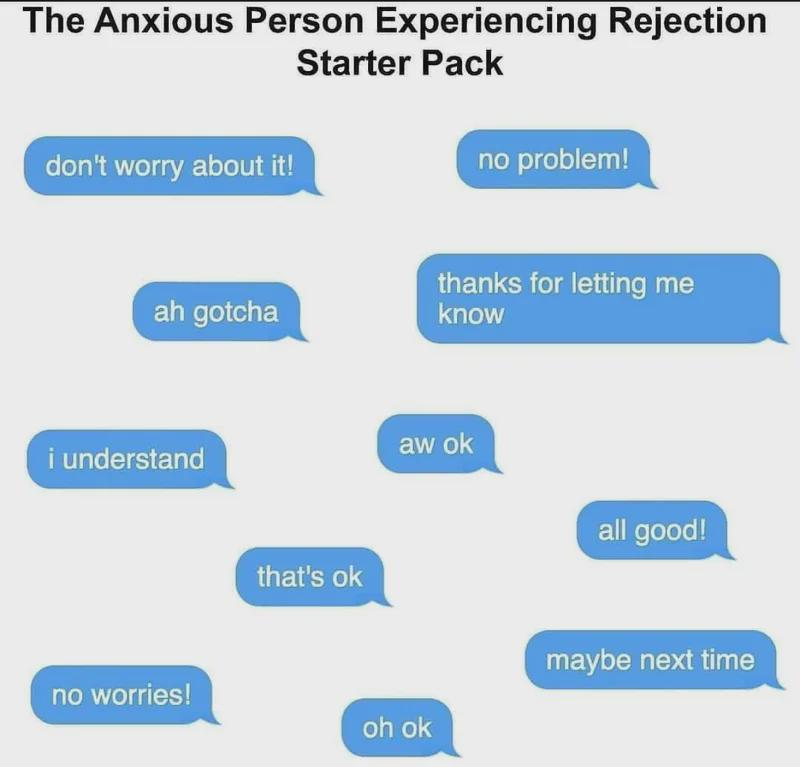 The Anxious Person Experiencing Rejection
Starter Pack
don't worry about it!
no problem!
ah gotcha
thanks for letting me
know
i understand
aw ok
all good!
that's ok
maybe next time
no worries!
oh ok